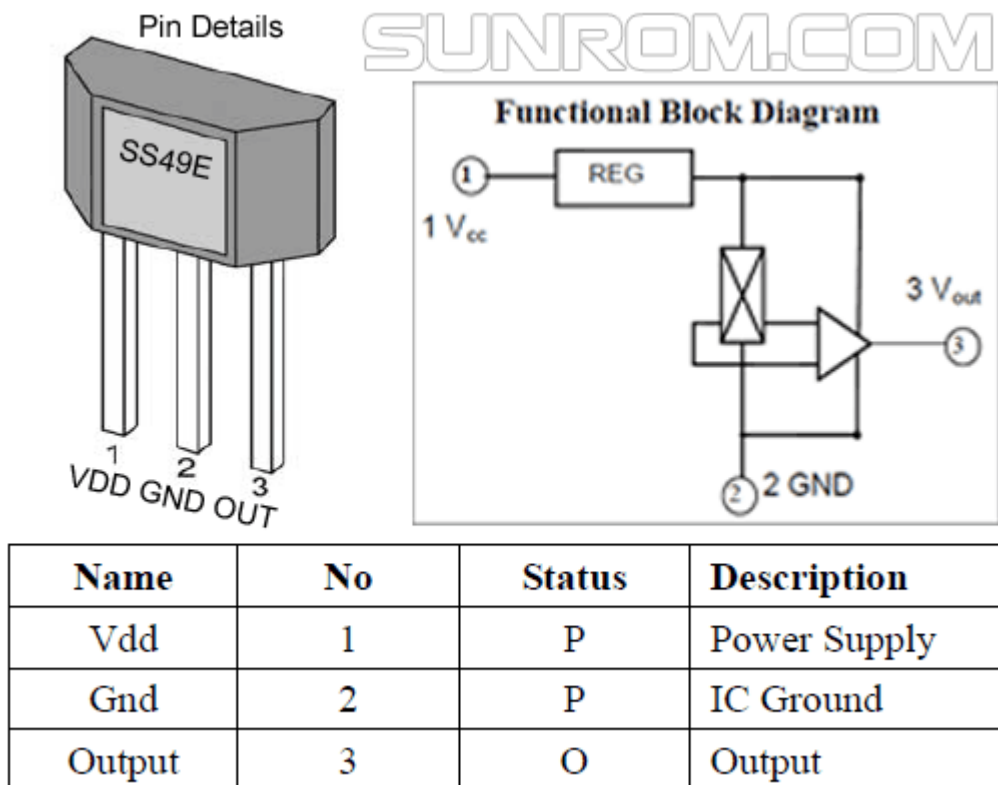 Pin Details
SUNROM.COM
SS49E
1
2
3
VDD GND OUT
Functional Block Diagram
1
REG
1 Vcc
3 Vout
3
2
2 GND
Name No Status Description
Vdd 1 P Power Supply
Gnd 2 P IC Ground
Output 3 O Output